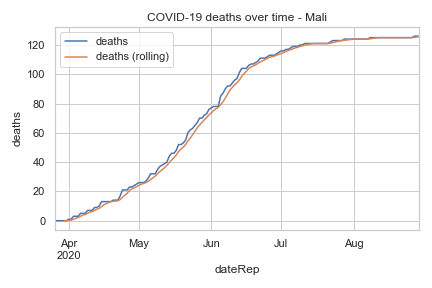 COVID-19 deaths over time - Mali
deaths
deaths (rolling)
deaths
120
100
80
60
40
20
0
Apr
2020
May
Jun
Jul
Aug
dateRep